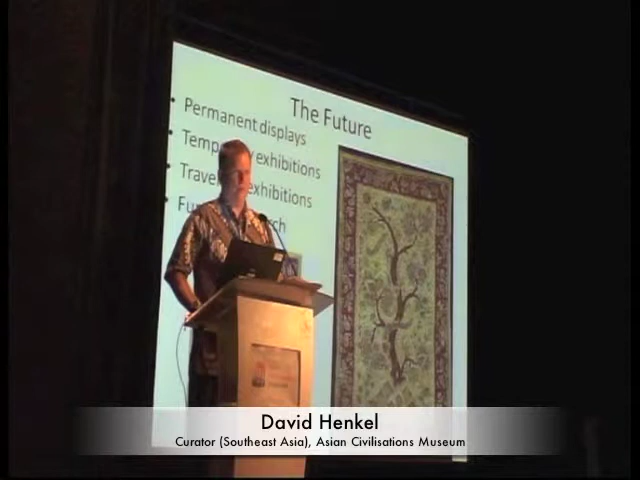 The Future
• Permanent displays
• exhibitions
• exhibitions
David Henkel
Curator (Southeast Asia), Asian Civilisations Museum